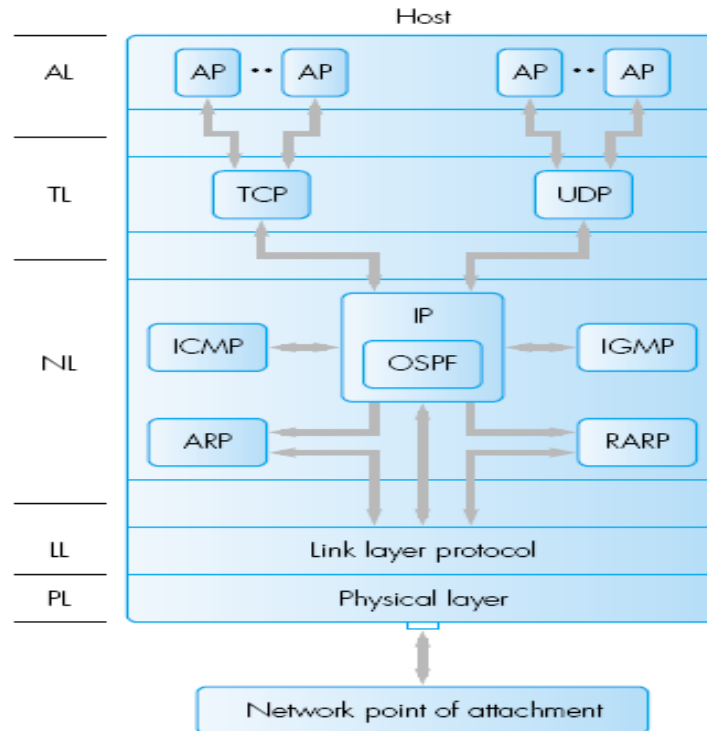 Host
AL
AP •• AP
AP •• AP
TL
TCP
UDP
NL
IP
ICMP
OSPF
IGMP
ARP
RARP
LL
Link layer protocol
PL
Physical layer
Network point of attachment